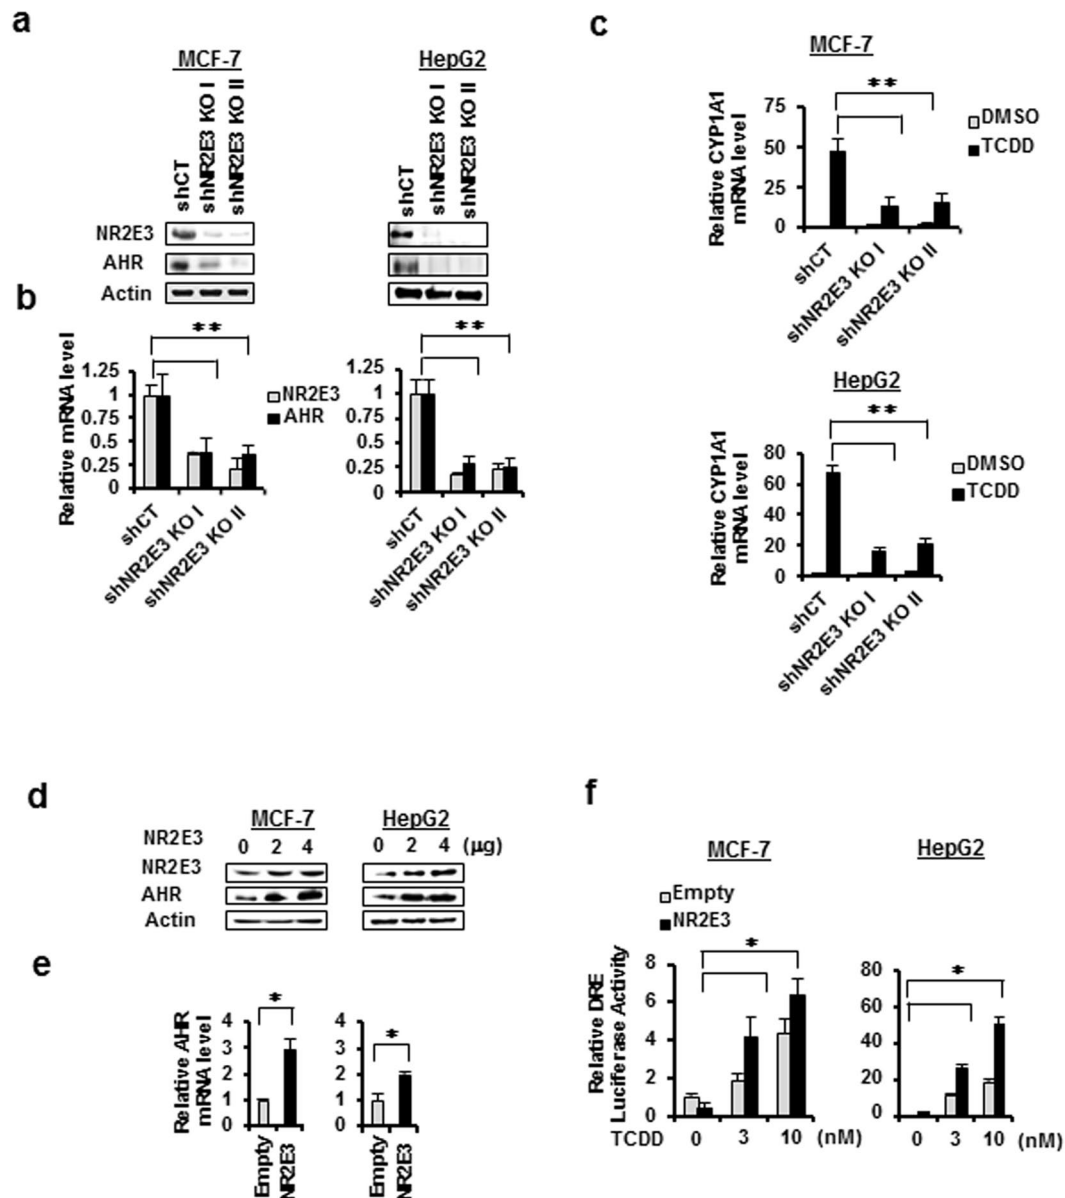 a
MCF-7
HepG2
shCT
shNR2E3 KO I
shNR2E3 KO II
shCT
shNR2E3 KO I
shNR2E3 KO II
NR2E3
AHR
Actin
b
Relative mRNA level
**
1.25
1
0.75
0.5
0.25
0
NR2E3
AHR
shCT
shNR2E3 KO I
shNR2E3 KO II
**
1.25
1
0.75
0.5
0.25
0
shCT
shNR2E3 KO I
shNR2E3 KO II
c
MCF-7
Relative CYP1A1
mRNA level
**
75
50
25
0
DMSO
TCDD
shCT
shNR2E3 KO I
shNR2E3 KO II
HepG2
Relative CYP1A1
mRNA level
**
80
60
40
20
0
DMSO
TCDD
shCT
shNR2E3 KO I
shNR2E3 KO II
d
MCF-7
HepG2
NR2E3
0 2 4
0 2 4 (μg)
NR2E3
AHR
Actin
e
Relative AHR
mRNA level
*
4
3
2
1
0
Empty
NR2E3
*
4
3
2
1
0
Empty
NR2E3
f
MCF-7
HepG2
Empty
NR2E3
Relative DRE
Luciferase Activity
*
8
6
4
2
0
TCDD 0 3 10 (nM)
*
80
60
40
20
0
0 3 10 (nM)